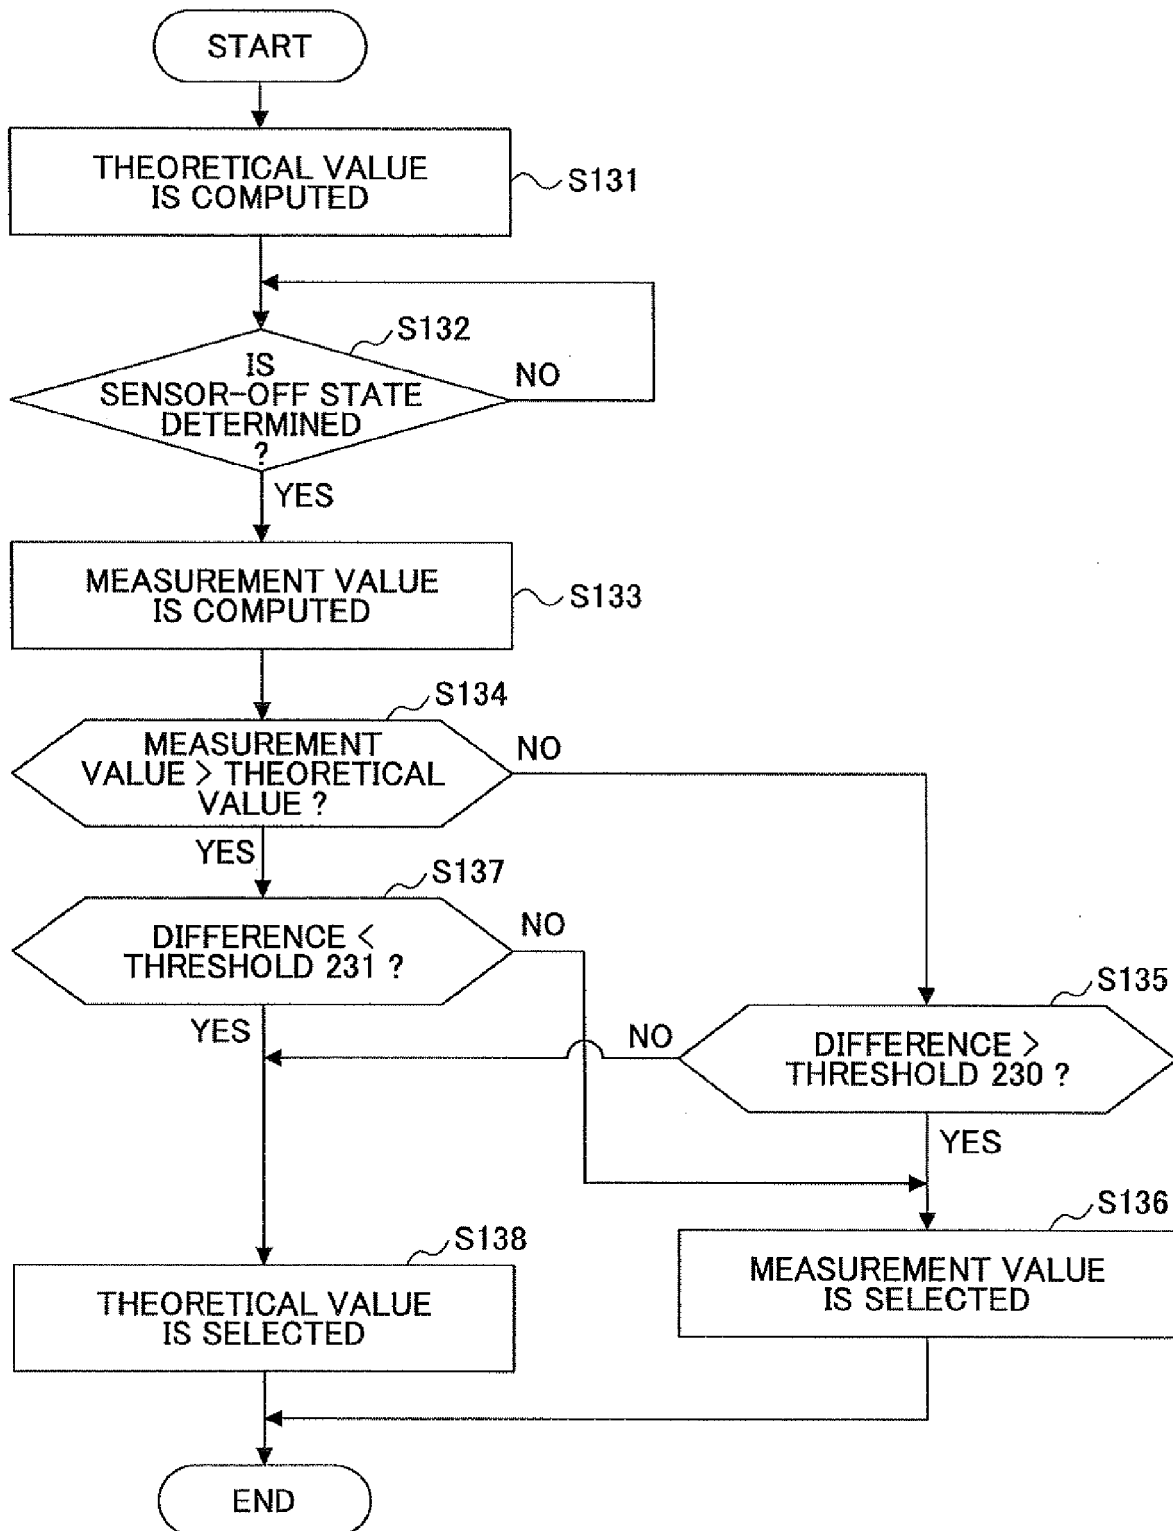 START
THEORETICAL VALUE
IS COMPUTED
S131
S132
IS
SENSOR-OFF STATE
DETERMINED
?
NO
YES
MEASUREMENT VALUE
IS COMPUTED
S133
S134
MEASUREMENT
VALUE > THEORETICAL
VALUE ?
NO
YES
S137
DIFFERENCE <
THRESHOLD 231 ?
NO
YES
S135
DIFFERENCE >
THRESHOLD 230 ?
NO
YES
S136
MEASUREMENT VALUE
IS SELECTED
S138
THEORETICAL VALUE
IS SELECTED
END